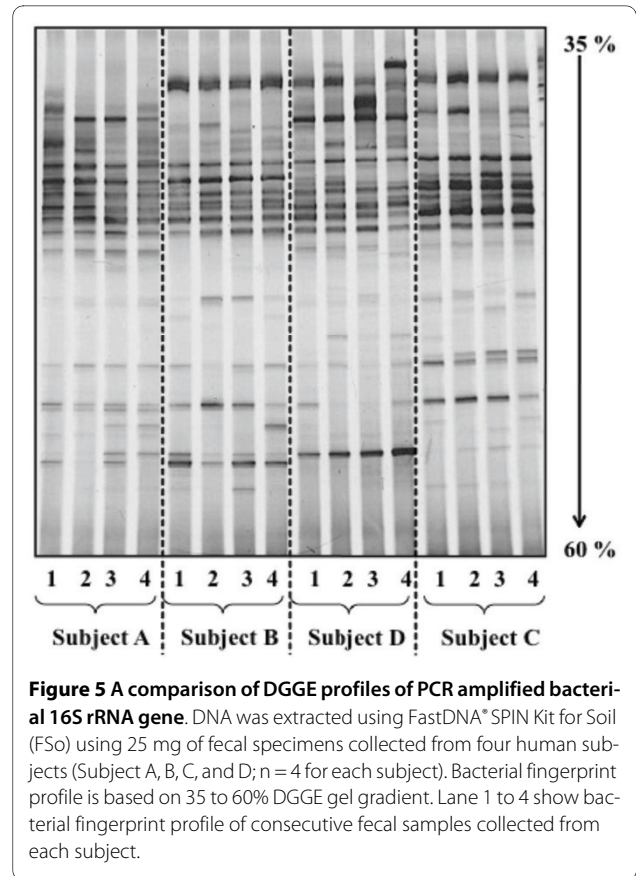 35 %
60 %
1 2 3 4 1 2 3 4 1 2 3 4 1 2 3 4
Subject A Subject B Subject D Subject C
Figure 5 A comparison of DGGE profiles of PCR amplified bacteri-
al 16S rRNA gene. DNA was extracted using FastDNA® SPIN Kit for Soil
(FSo) using 25 mg of fecal specimens collected from four human sub-
jects (Subject A, B, C, and D; n = 4 for each subject). Bacterial fingerprint
profile is based on 35 to 60% DGGE gel gradient. Lane 1 to 4 show bac-
terial fingerprint profile of consecutive fecal samples collected from
each subject.